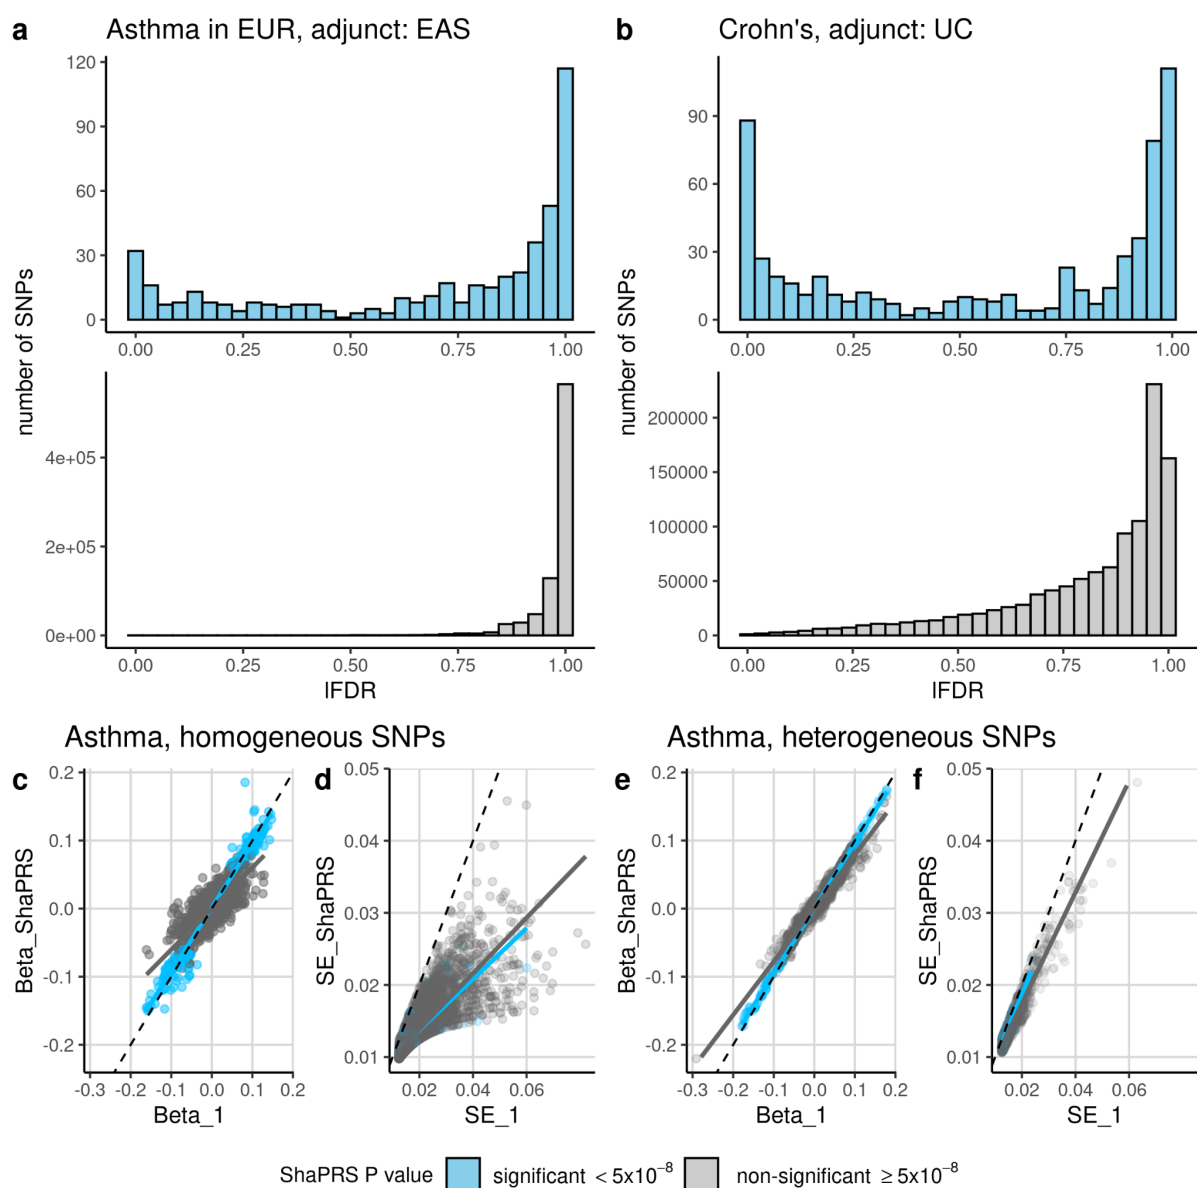 a Asthma in EUR, adjunct: EAS
120
90
60
30
0
0.00 0.25 0.50 0.75 1.00
number of SNPs
4e+05
2e+05
0e+00
0.00 0.25 0.50 0.75 1.00
lFDR
b Crohn's, adjunct: UC
90
60
30
0
0.00 0.25 0.50 0.75 1.00
number of SNPs
200000
150000
100000
50000
0
0.00 0.25 0.50 0.75 1.00
lFDR
Asthma, homogeneous SNPs
c
0.2
0.1
0.0
-0.1
-0.2
Beta_ShaPRS
-0.3 -0.2 -0.1 0.0 0.1 0.2
Beta_1
d
0.05
0.04
0.03
0.02
0.01
SE_ShaPRS
0.02 0.04 0.06
SE_1
Asthma, heterogeneous SNPs
e
0.2
0.1
0.0
-0.1
-0.2
Beta_ShaPRS
-0.3 -0.2 -0.1 0.0 0.1 0.2
Beta_1
f
0.05
0.04
0.03
0.02
0.01
SE_ShaPRS
0.02 0.04 0.06
SE_1
ShaPRS P value significant < 5x10⁻⁸ non-significant ≥ 5x10⁻⁸